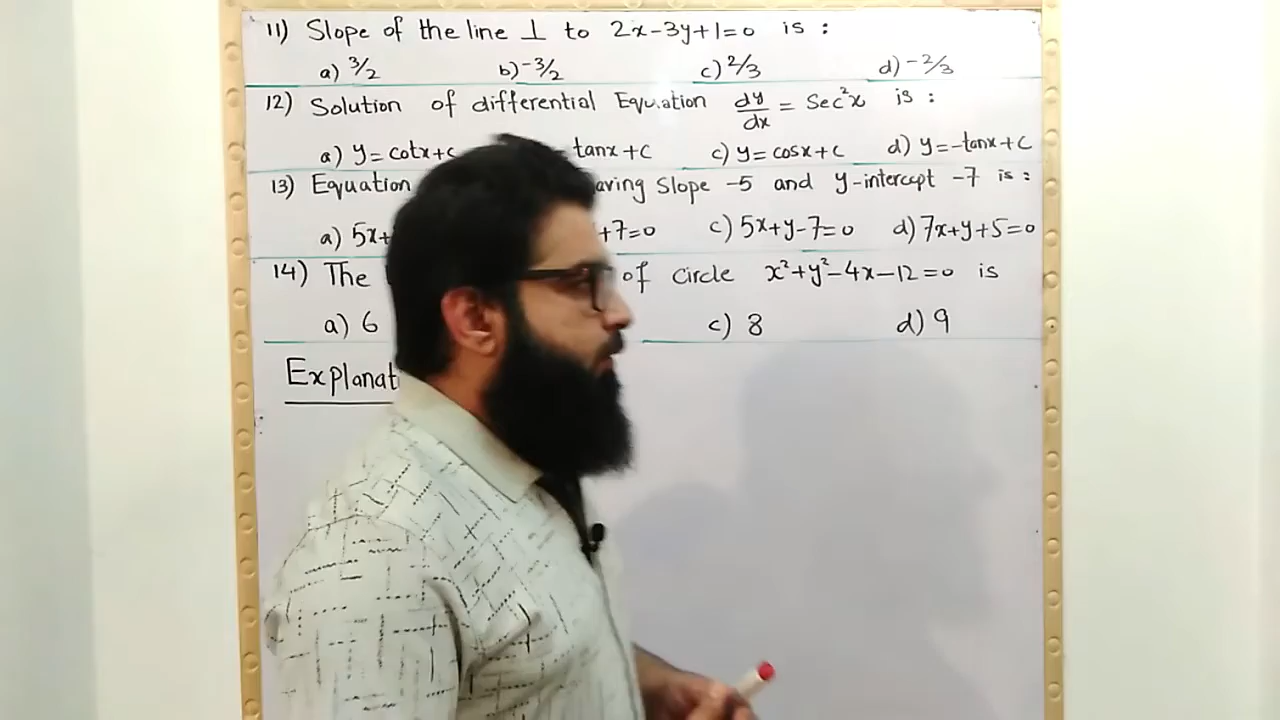 11) Slope of the line ⊥ to 2x-3y+1=0 is :
a) 3/2 b) -3/2 c) 2/3 d) -2/3
12) Solution of differential Equation dy/dx = Sec²x is :
a) y=cotx+c tanx+c c) y=cosx+c d) y=-tanx+c
13) Equation Slope -5 and y-intercept -7 is :
a) 5x+ +7=0 c) 5x+y-7=0 d) 7x+y+5=0
14) The of circle x²+y²-4x-12=0 is
a) 6 c) 8 d) 9